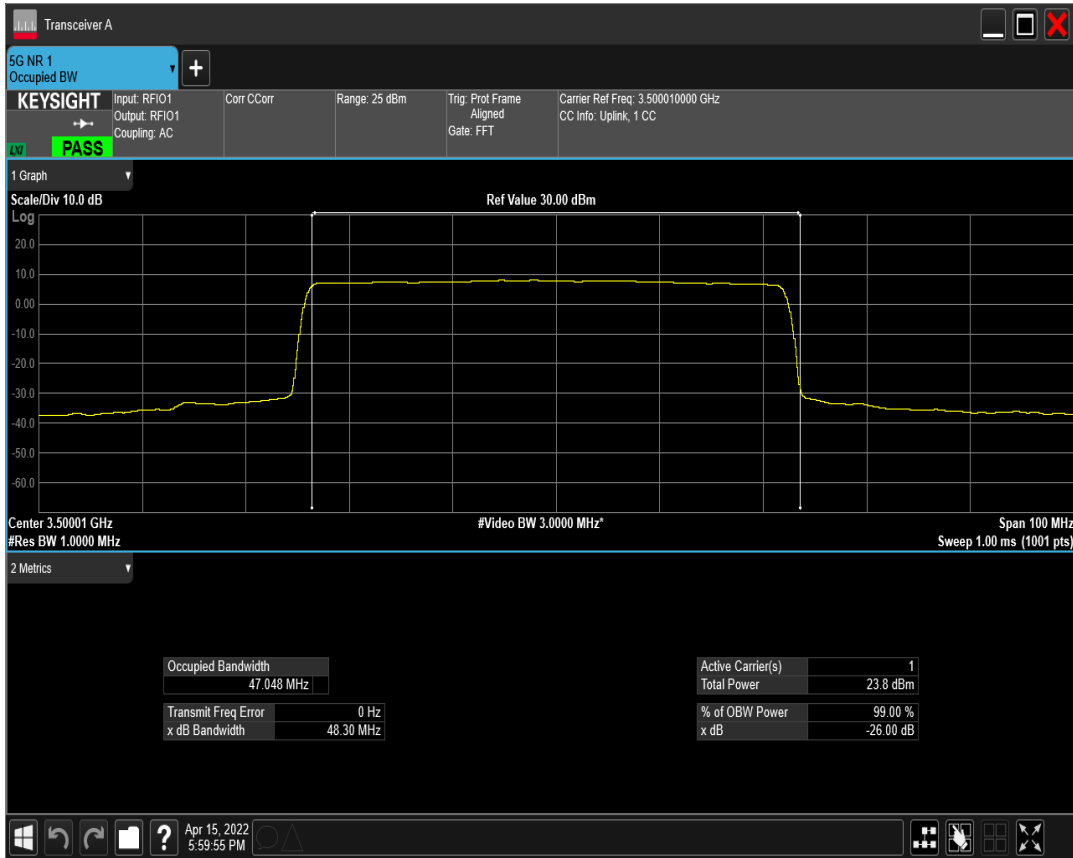 Transceiver A
5G NR 1
Occupied BW
KEYSIGHT
LXI
PASS
Input: RFIO1
Output: RFIO1
Coupling: AC
Corr CCorr
Range: 25 dBm
Trig: Prot Frame
Aligned
Gate: FFT
Carrier Ref Freq: 3.500010000 GHz
CC Info: Uplink, 1 CC
1 Graph
Scale/Div 10.0 dB
Ref Value 30.00 dBm
Log
20.0
10.0
0.00
-10.0
-20.0
-30.0
-40.0
-50.0
-60.0
Center 3.50001 GHz
#Video BW 3.0000 MHz*
Span 100 MHz
#Res BW 1.0000 MHz
Sweep 1.00 ms (1001 pts)
2 Metrics
Occupied Bandwidth
47.048 MHz
Transmit Freq Error 0 Hz
x dB Bandwidth 48.30 MHz
Active Carrier(s) 1
Total Power 23.8 dBm
% of OBW Power 99.00 %
x dB -26.00 dB
?
Apr 15, 2022
5:59:55 PM